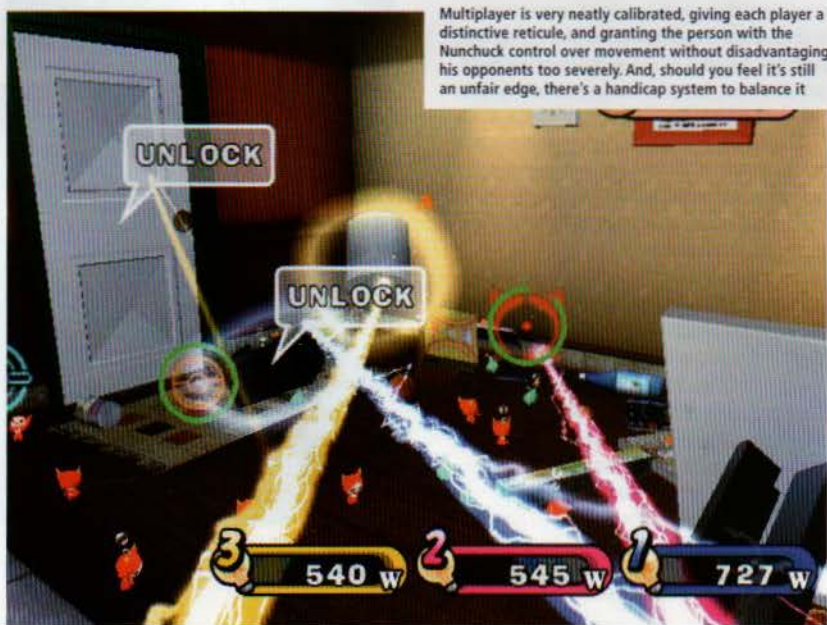 Multiplayer is very neatly calibrated, giving each player a
distinctive reticule, and granting the person with the
Nunchuck control over movement without disadvantaging
his opponents too severely. And, should you feel it's still
an unfair edge, there's a handicap system to balance it
UNLOCK
UNLOCK
3 540 W 2 545 W 1 727 W